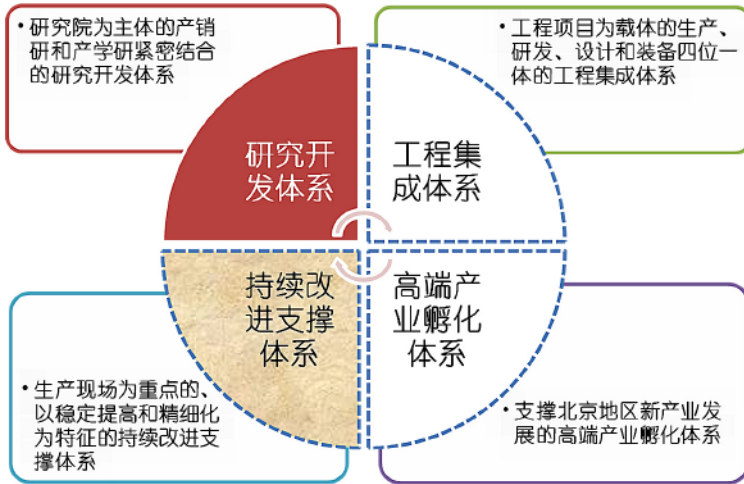 • 研究院为主体的产销
研和产学研紧密结合
的研究开发体系
• 工程项目为载体的生产、
研发、设计和装备四位一
体的工程集成体系
研究开
发体系
工程集
成体系
持续改
进支撑
体系
高端产
业孵化
体系
• 生产现场为重点的、
以稳定提高和精细化
为特征的持续改进支
撑体系
• 支撑北京地区新产业发
展的高端产业孵化体系